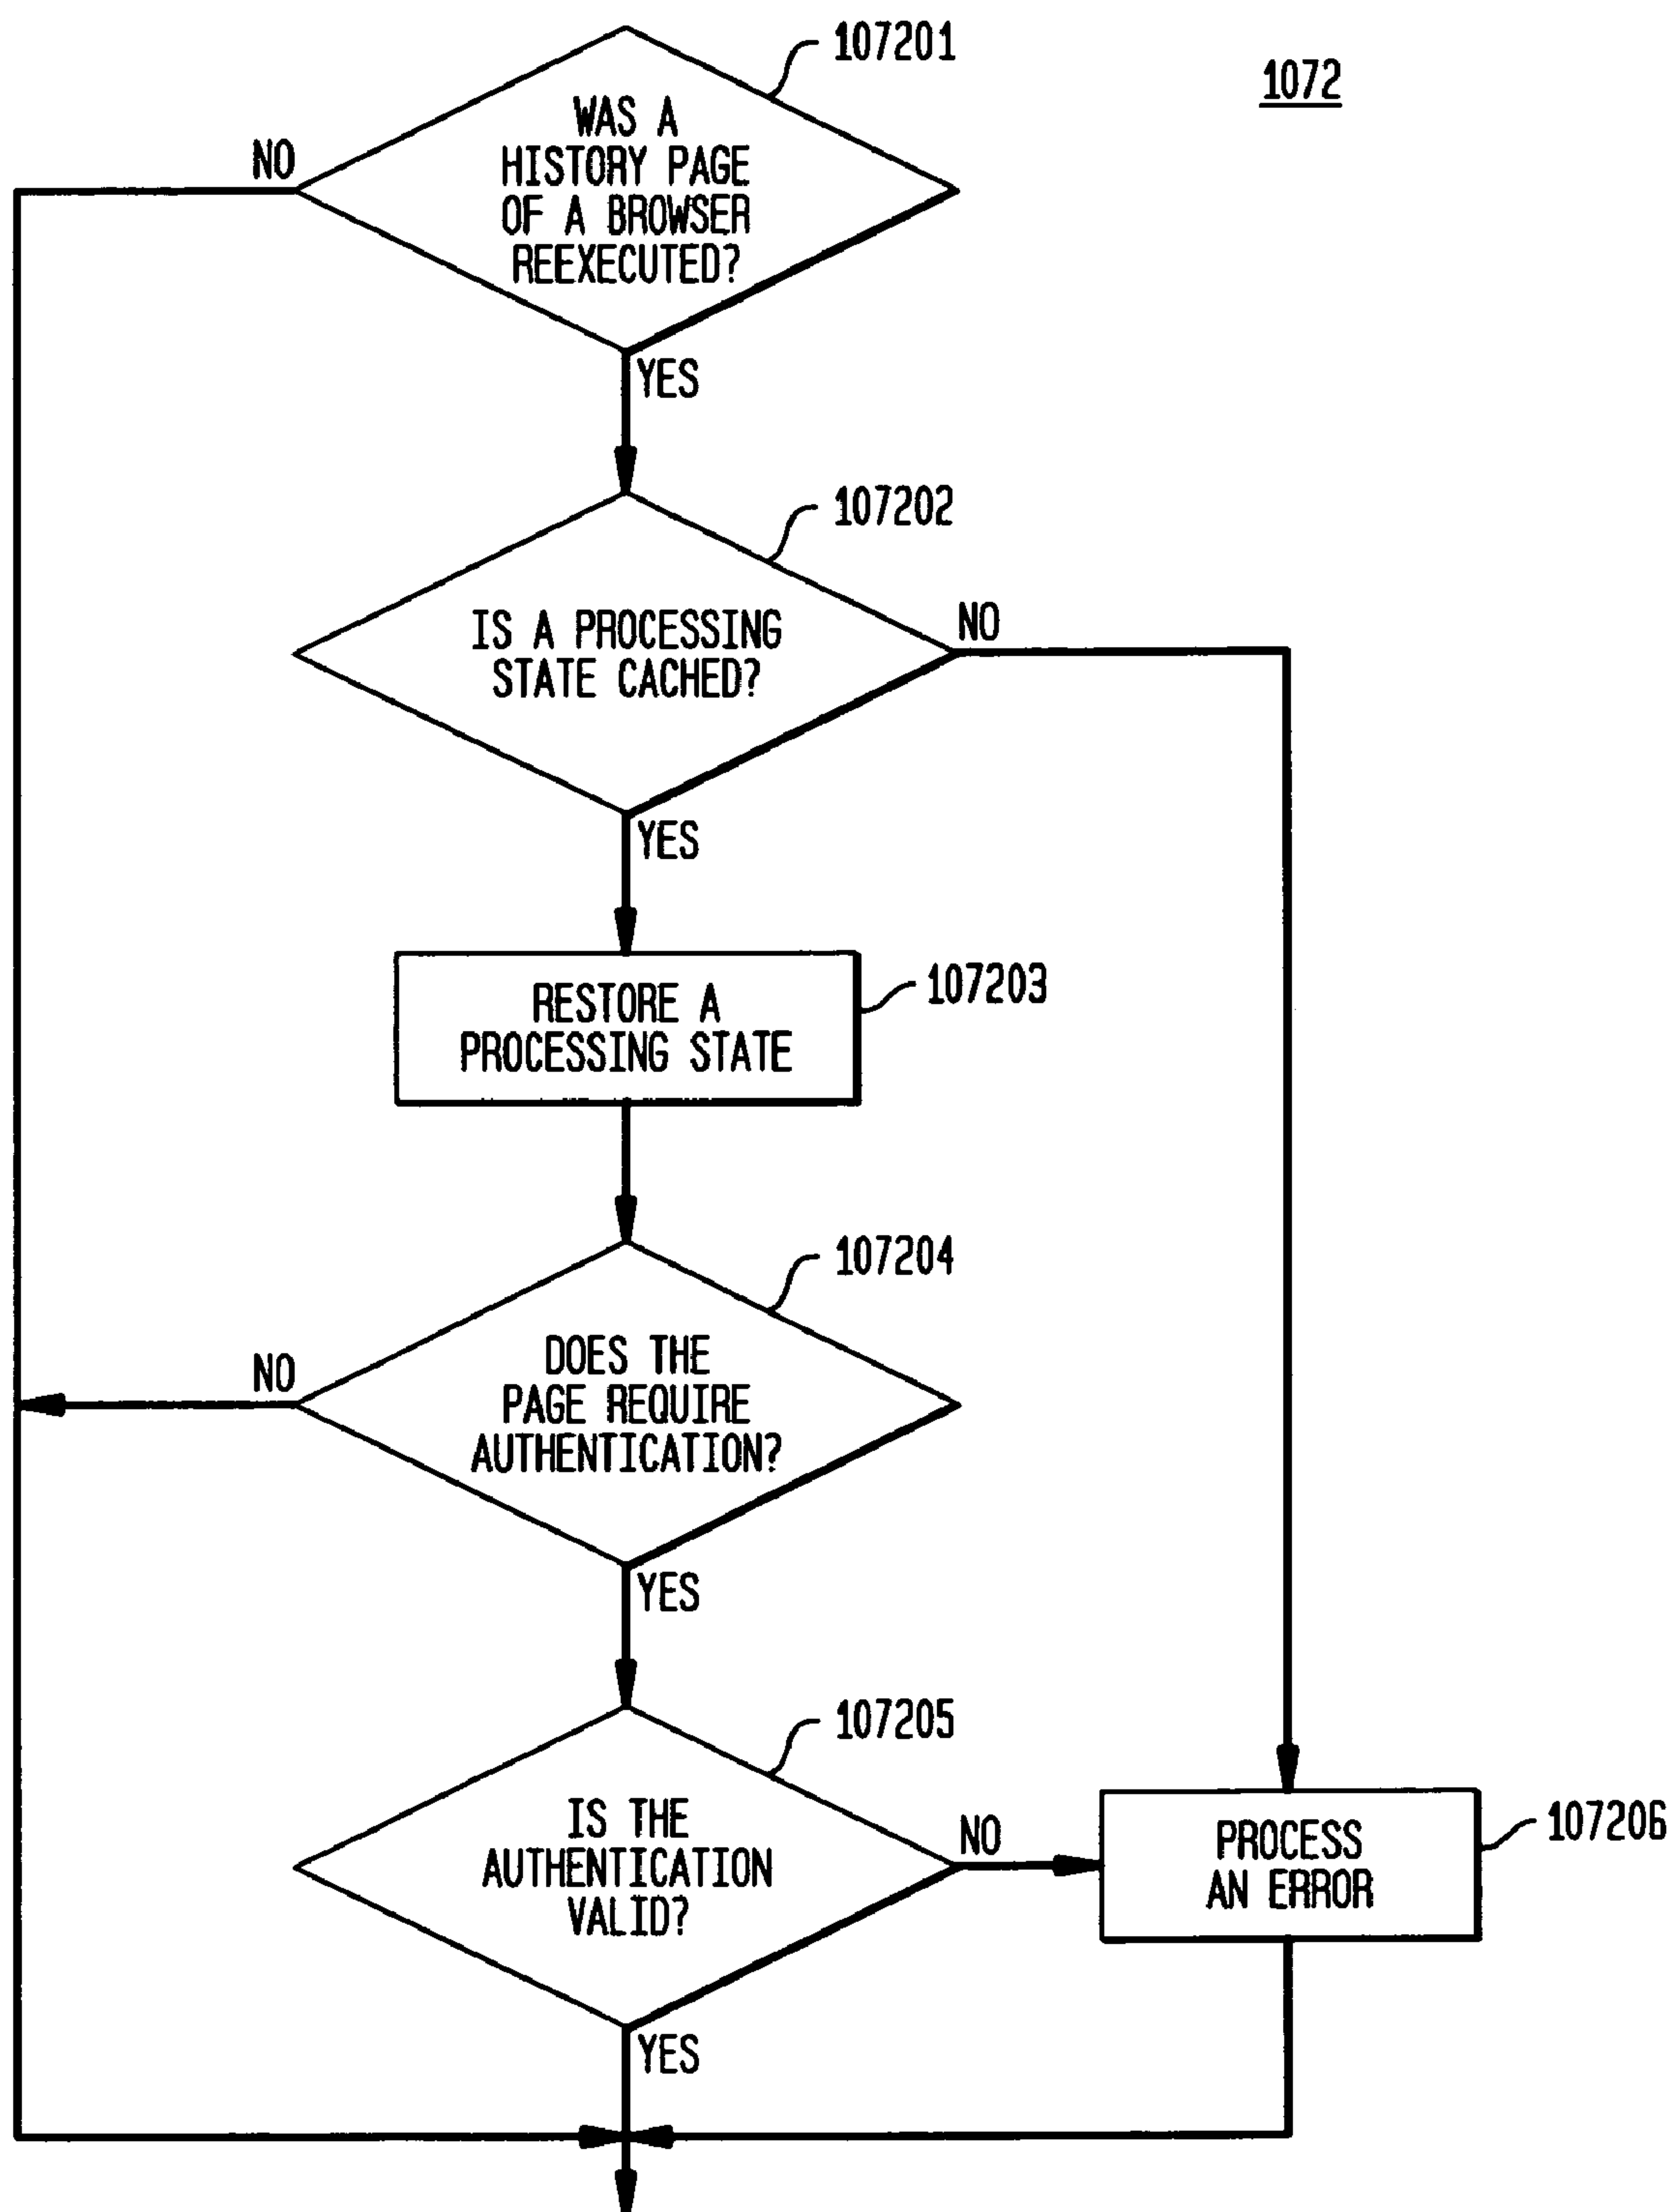 107201
1072
WAS A
HISTORY PAGE
OF A BROWSER
REEXECUTED?
NO
YES
107202
IS A PROCESSING
STATE CACHED?
NO
YES
107203
RESTORE A
PROCESSING STATE
107204
DOES THE
PAGE REQUIRE
AUTHENTICATION?
NO
YES
107205
IS THE
AUTHENTICATION
VALID?
NO
107206
PROCESS
AN ERROR
YES